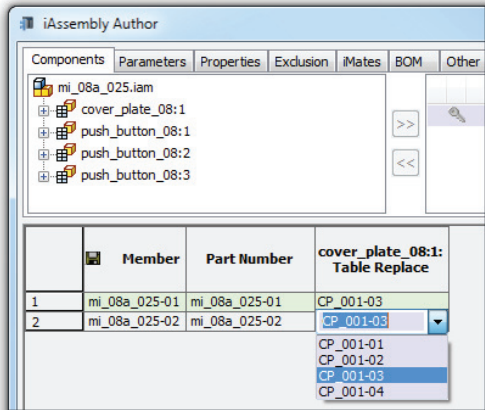 iAssembly Author
Components Parameters Properties Exclusion iMates BOM Other
mi_08a_025.iam
cover_plate_08:1
push_button_08:1
push_button_08:2
push_button_08:3
>>
<<
Member Part Number cover_plate_08:1:
Table Replace
1 mi_08a_025-01 mi_08a_025-01 CP_001-03
2 mi_08a_025-02 mi_08a_025-02 CP_001-03
CP_001-01
CP_001-02
CP_001-03
CP_001-04